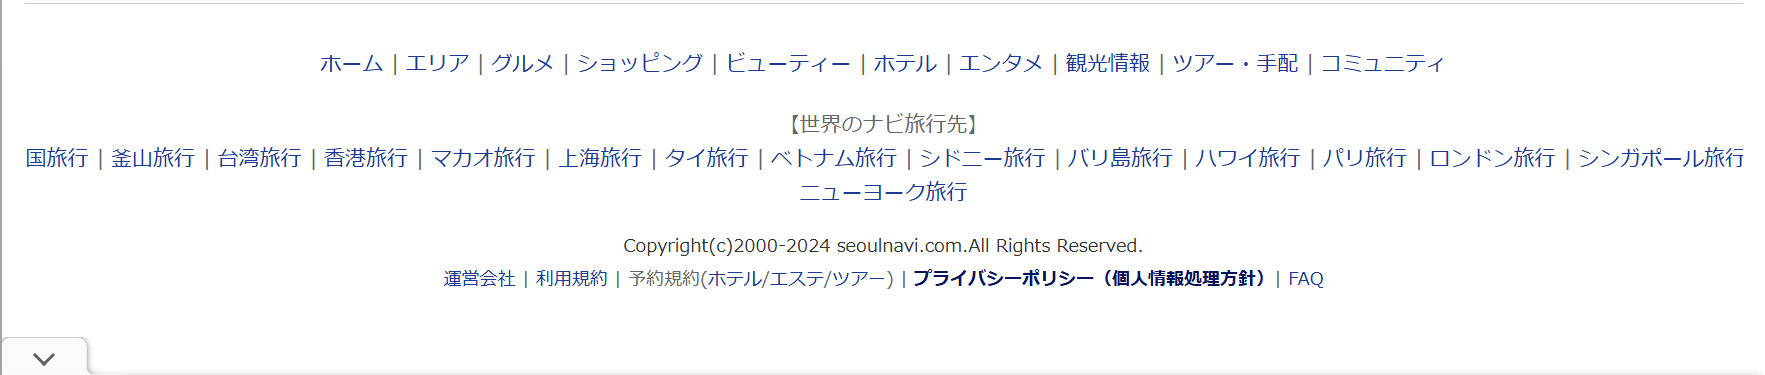 ホーム | エリア | グルメ | ショッピング | ビューティー | ホテル | エンタメ | 観光情報 | ツアー・手配 | コミュニティ
【世界のナビ旅行先】
国旅行 | 釜山旅行 | 台湾旅行 | 香港旅行 | マカオ旅行 | 上海旅行 | タイ旅行 | ベトナム旅行 | シドニー旅行 | バリ島旅行 | ハワイ旅行 | パリ旅行 | ロンドン旅行 | シンガポール旅行
ニューヨーク旅行
Copyright(c)2000-2024 seoulnavi.com.All Rights Reserved.
運営会社 | 利用規約 | 予約規約(ホテル/エステ/ツアー) | プライバシーポリシー（個人情報処理方針）| FAQ